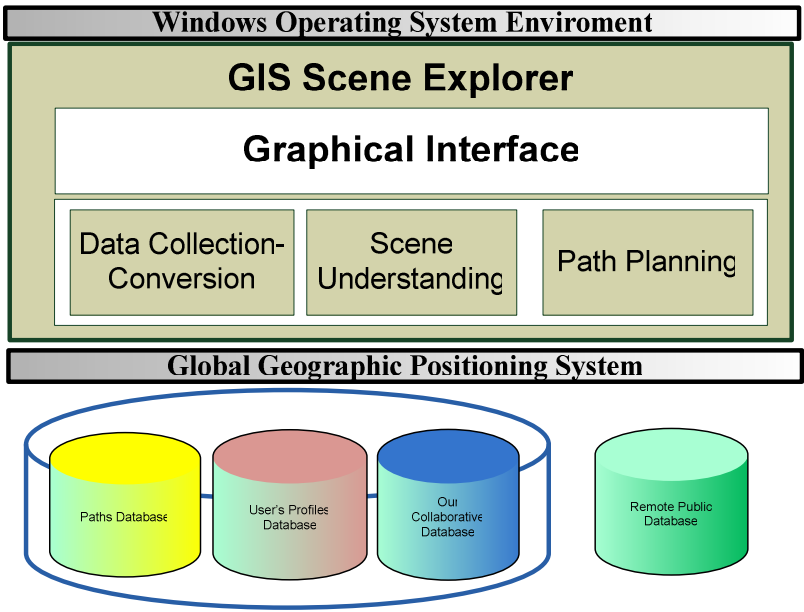 Windows Operating System Enviroment
GIS Scene Explorer
Graphical Interface
Data Collection-
Conversion
Scene
Understanding
Path Planning
Global Geographic Positioning System
Paths Database
User's Profiles
Database
Our
Collaborative
Database
Remote Public
Database